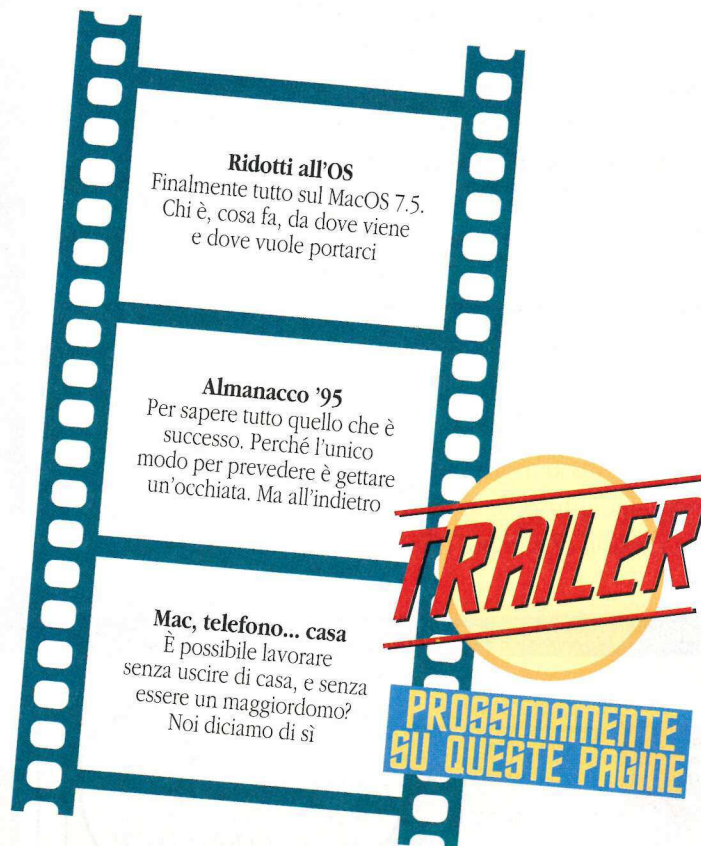 Ridotti all'OS
Finalmente tutto sul MacOS 7.5.
Chi è, cosa fa, da dove viene
e dove vuole portarci
Almanacco '95
Per sapere tutto quello che è
successo. Perché l'unico
modo per prevedere è gettare
un'occhiata. Ma all'indietro
Mac, telefono... casa
È possibile lavorare
senza uscire di casa, e senza
essere un maggiordomo?
Noi diciamo di sì
TRAILER
PROSSIMAMENTE
SU QUESTE PAGINE